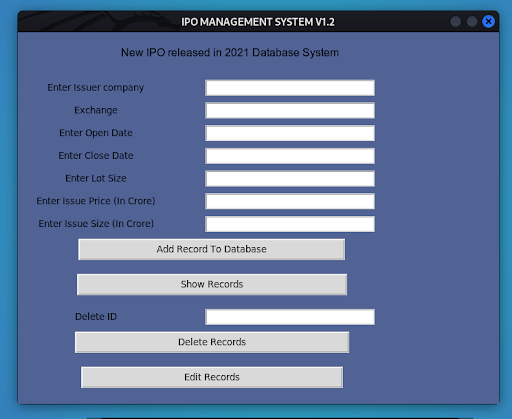 IPO MANAGEMENT SYSTEM V1.2
New IPO released in 2021 Database System
Enter Issuer company
Exchange
Enter Open Date
Enter Close Date
Enter Lot Size
Enter Issue Price (In Crore)
Enter Issue Size (In Crore)
Add Record To Database
Show Records
Delete ID
Delete Records
Edit Records